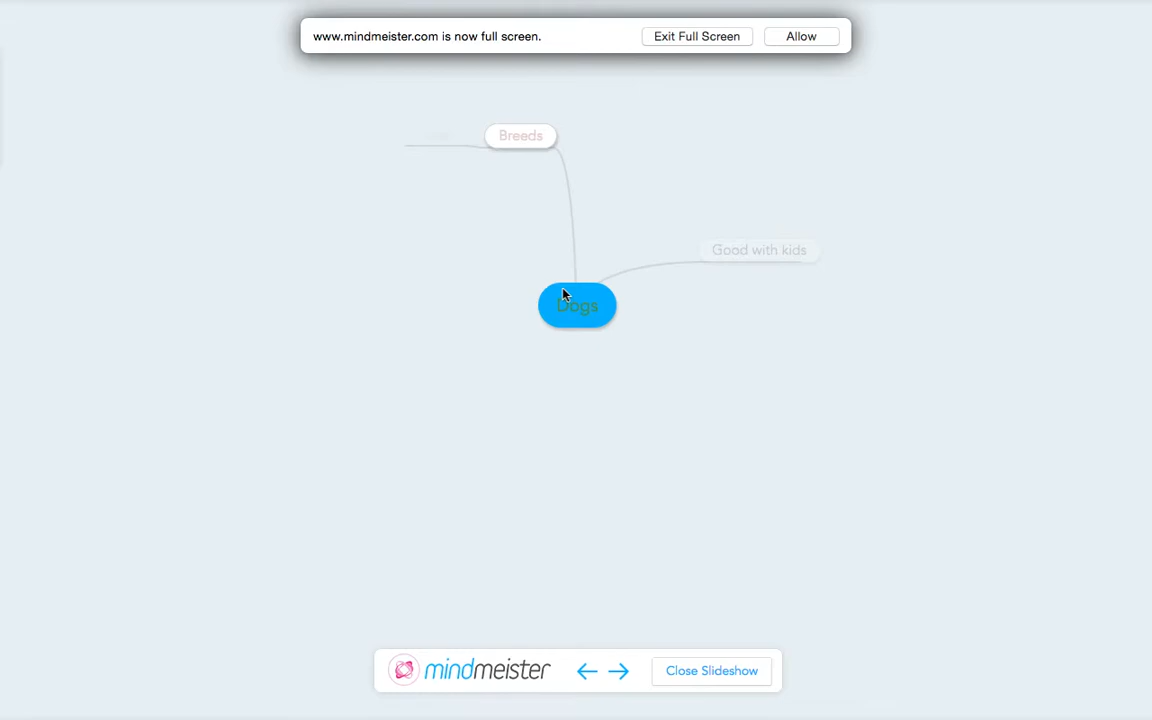 www.mindmeister.com is now full screen.
Exit Full Screen
Allow
Breeds
Good with kids
Dogs
mindmeister
Close Slideshow